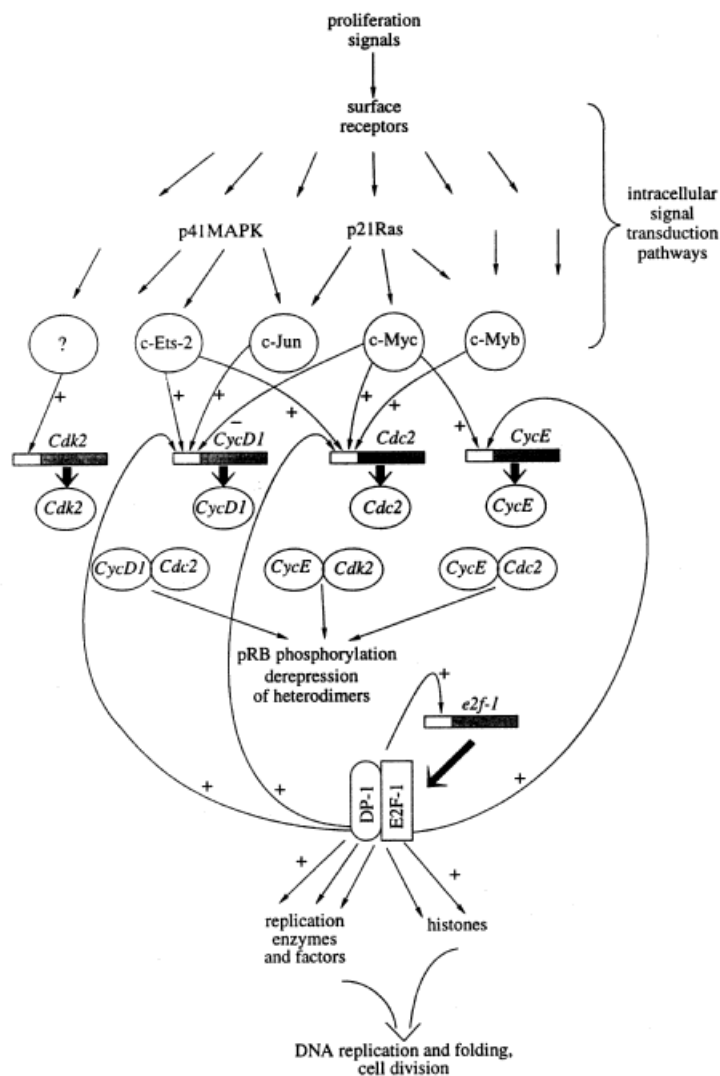 proliferation
signals
surface
receptors
intracellular
signal
transduction
pathways
p41MAPK
p21Ras
?
c-Ets-2
c-Jun
c-Myc
c-Myb
+
+
+
−
+
+
+
+
Cdk2
CycD1
Cdc2
CycE
Cdk2
CycD1
Cdc2
CycE
CycD1 Cdc2
CycE Cdk2
CycE Cdc2
pRB phosphorylation
derepression
of heterodimers
+
e2f-1
+
+
+
DP-1
E2F-1
+
+
replication
enzymes
and factors
histones
DNA replication and folding,
cell division